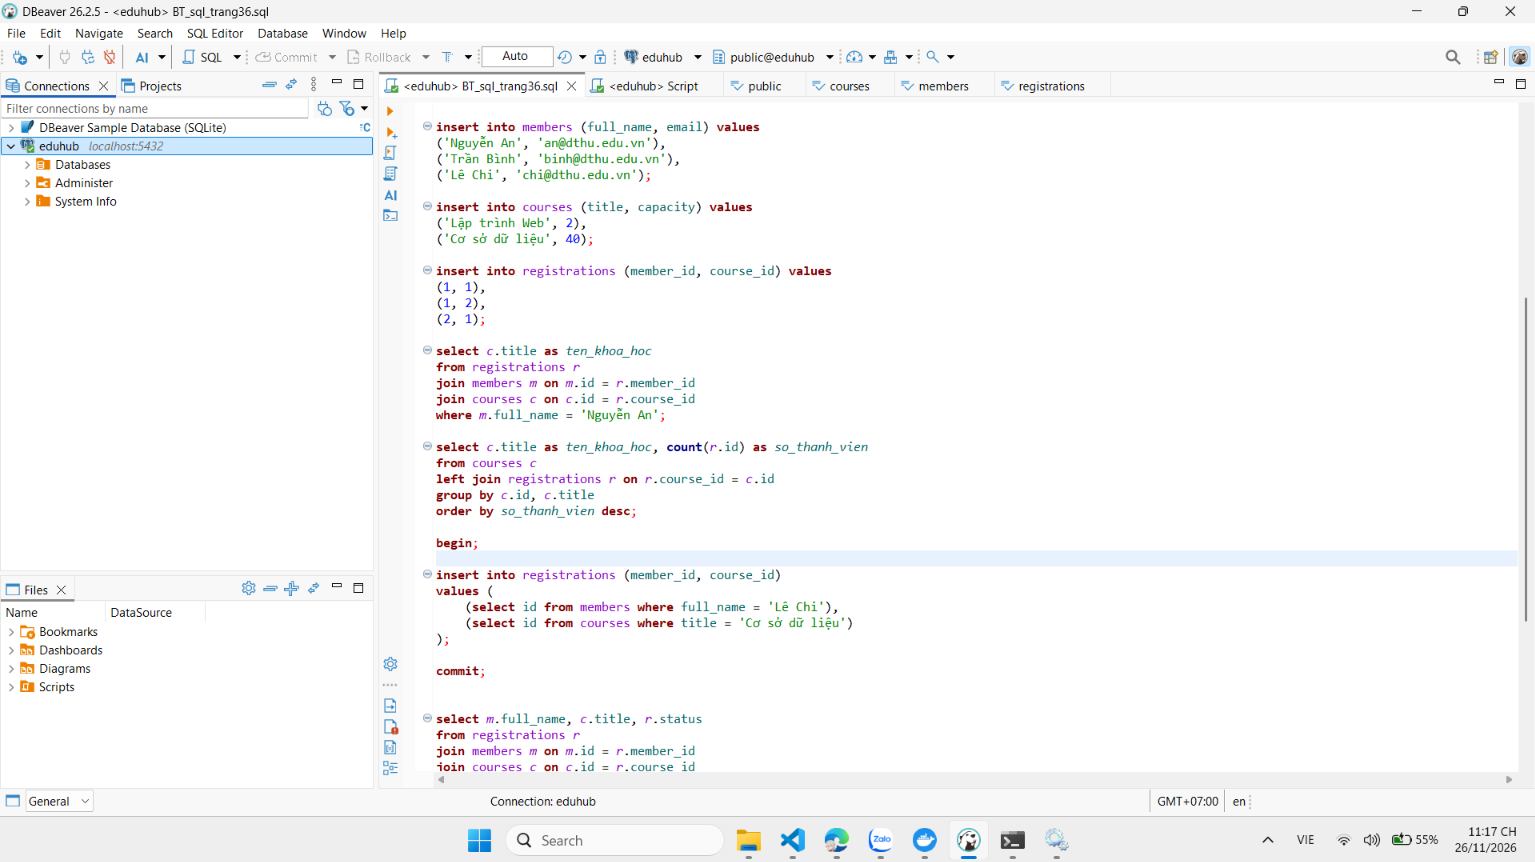 DBeaver 26.2.5 - <eduhub> BT_sql_trang36.sql
File Edit Navigate Search SQL Editor Database Window Help
AI SQL Commit Rollback T Auto eduhub public@eduhub
Connections Projects
Filter connections by name
DBeaver Sample Database (SQLite)
eduhub localhost:5432
Databases
Administer
System Info
<eduhub> BT_sql_trang36.sql <eduhub> Script public courses members registrations
AI
insert into members (full_name, email) values
('Nguyễn An', 'an@dthu.edu.vn'),
('Trần Bình', 'binh@dthu.edu.vn'),
('Lê Chi', 'chi@dthu.edu.vn');
insert into courses (title, capacity) values
('Lập trình Web', 2),
('Cơ sở dữ liệu', 40);
insert into registrations (member_id, course_id) values
(1, 1),
(1, 2),
(2, 1);
select c.title as ten_khoa_hoc
from registrations r
join members m on m.id = r.member_id
join courses c on c.id = r.course_id
where m.full_name = 'Nguyễn An';
select c.title as ten_khoa_hoc, count(r.id) as so_thanh_vien
from courses c
left join registrations r on r.course_id = c.id
group by c.id, c.title
order by so_thanh_vien desc;
begin;
insert into registrations (member_id, course_id)
values (
(select id from members where full_name = 'Lê Chi'),
(select id from courses where title = 'Cơ sở dữ liệu')
);
commit;
select m.full_name, c.title, r.status
from registrations r
join members m on m.id = r.member_id
join courses c on c.id = r.course_id
Files
Name DataSource
Bookmarks
Dashboards
Diagrams
Scripts
General
Connection: eduhub
GMT+07:00 en
Search
Zalo
VIE
55%
11:17 CH
26/11/2026